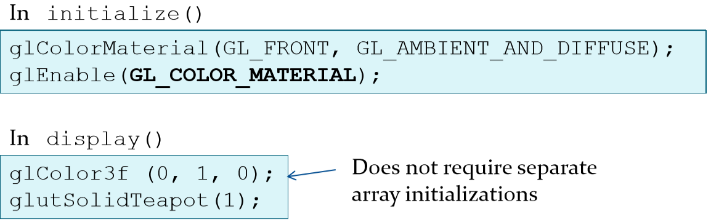 In initialize()
glColorMaterial(GL_FRONT, GL_AMBIENT_AND_DIFFUSE);
glEnable(GL_COLOR_MATERIAL);
In display()
glColor3f (0, 1, 0);
glutSolidTeapot(1);
Does not require separate
array initializations